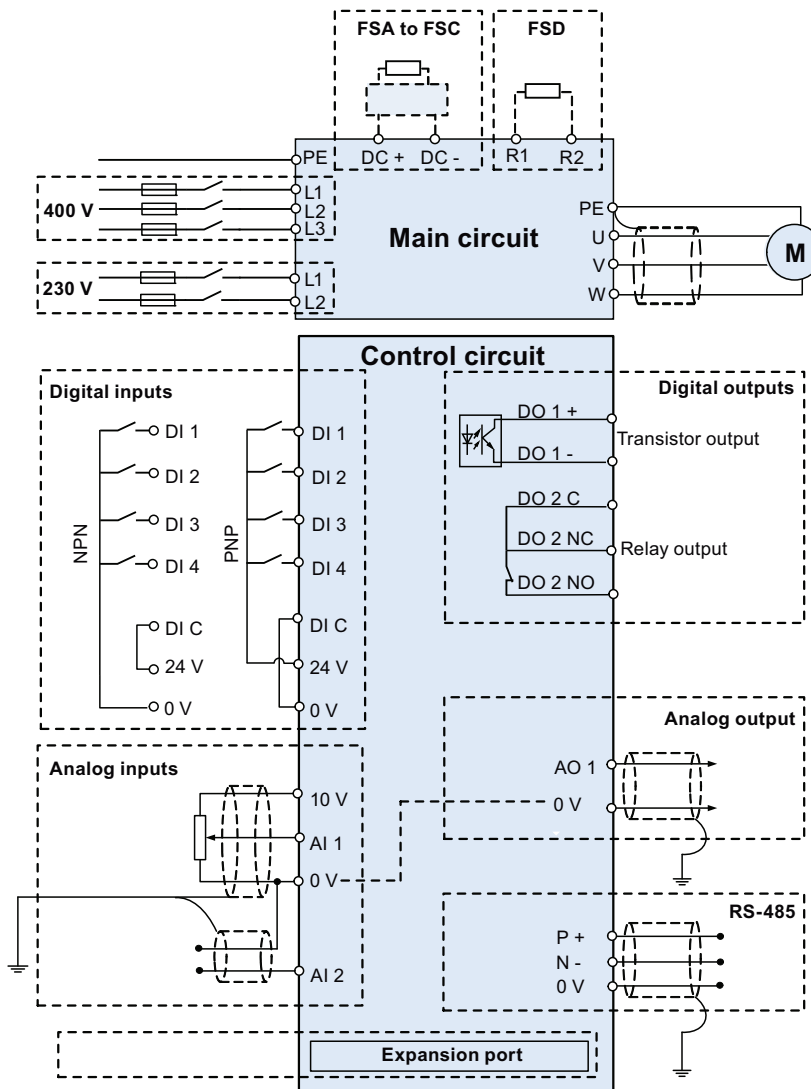 FSA to FSC
FSD
PE
DC +
DC -
R1
R2
400 V
L1
L2
L3
Main circuit
PE
U
V
W
M
230 V
L1
L2
Control circuit
Digital inputs
NPN
DI 1
DI 2
DI 3
DI 4
DI C
24 V
0 V
PNP
DI 1
DI 2
DI 3
DI 4
DI C
24 V
0 V
Digital outputs
DO 1 +
Transistor output
DO 1 -
DO 2 C
DO 2 NC
Relay output
DO 2 NO
Analog inputs
10 V
AI 1
0 V
AI 2
Analog output
AO 1
0 V
RS-485
P +
N -
0 V
Expansion port